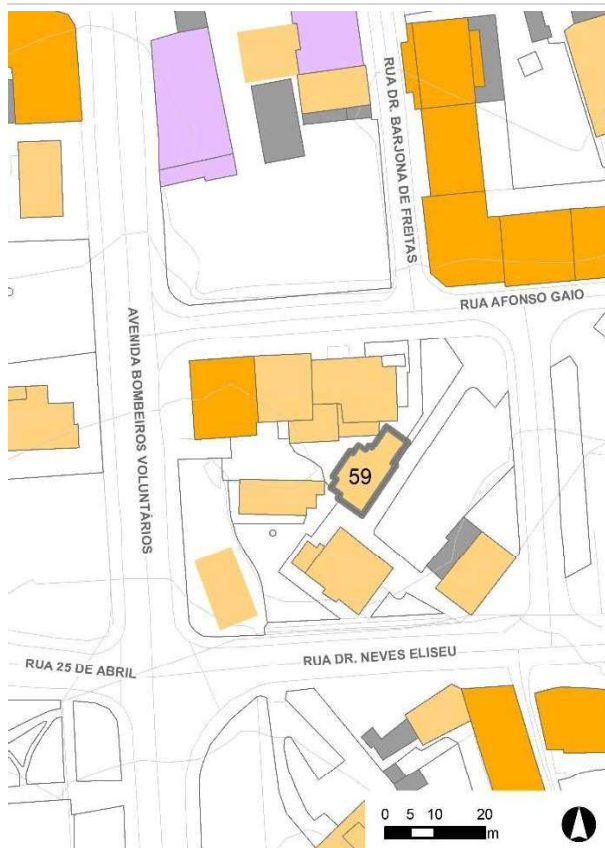 RUA DR. BARJONA DE FREITAS
RUA AFONSO GAIO
AVENIDA BOMBEIROS VOLUNTÁRIOS
59
RUA DR. NEVES ELISEU
RUA 25 DE ABRIL
0 5 10 20
m